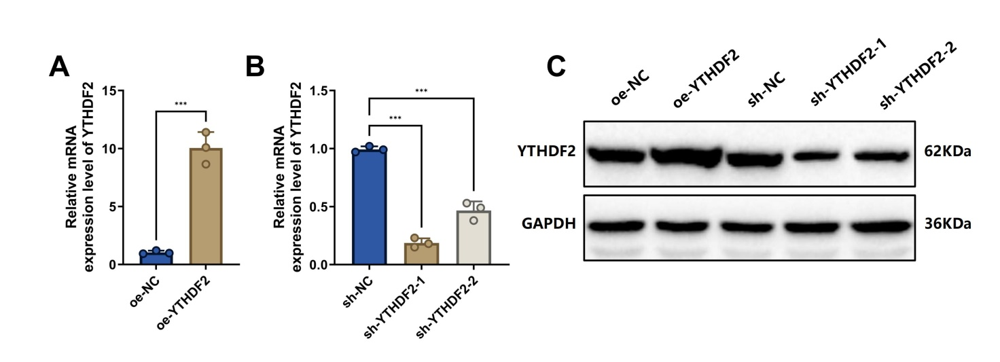 A
Relative mRNA
expression level of YTHDF2
15
10
5
0
***
oe-NC
oe-YTHDF2
B
Relative mRNA
expression level of YTHDF2
1.5
1.0
0.5
0.0
***
***
sh-NC
sh-YTHDF2-1
sh-YTHDF2-2
C
oe-NC
oe-YTHDF2
sh-NC
sh-YTHDF2-1
sh-YTHDF2-2
YTHDF2
62KDa
GAPDH
36KDa